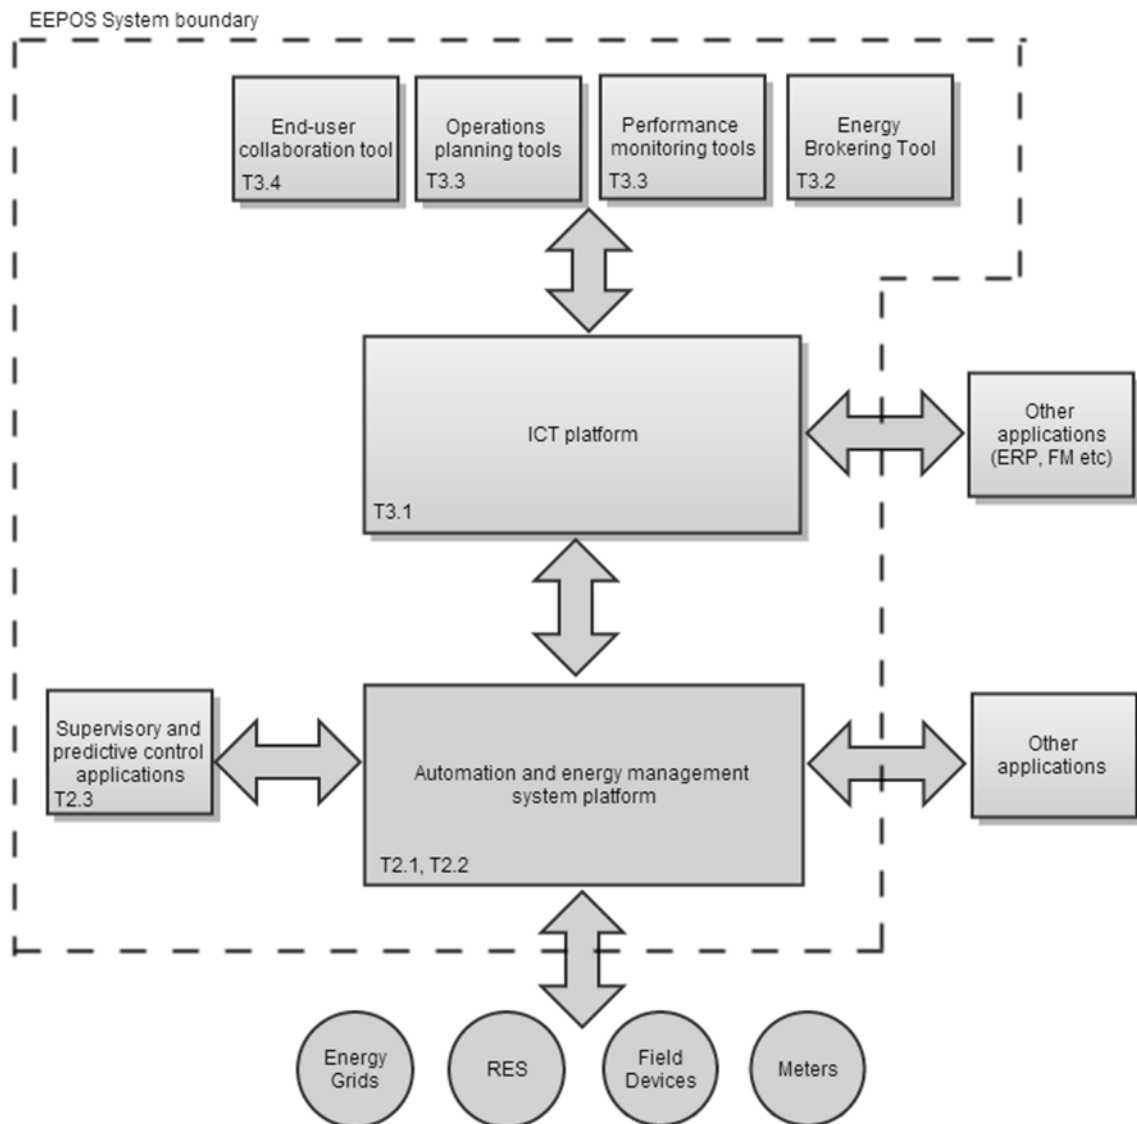 EEPOS System boundary
End-user
collaboration tool
T3.4
Operations
planning tools
T3.3
Performance
monitoring tools
T3.3
Energy
Brokering Tool
T3.2
ICT platform
T3.1
Other
applications
(ERP, FM etc)
Supervisory and
predictive control
applications
T2.3
Automation and energy management
system platform
T2.1, T2.2
Other
applications
Energy
Grids
RES
Field
Devices
Meters